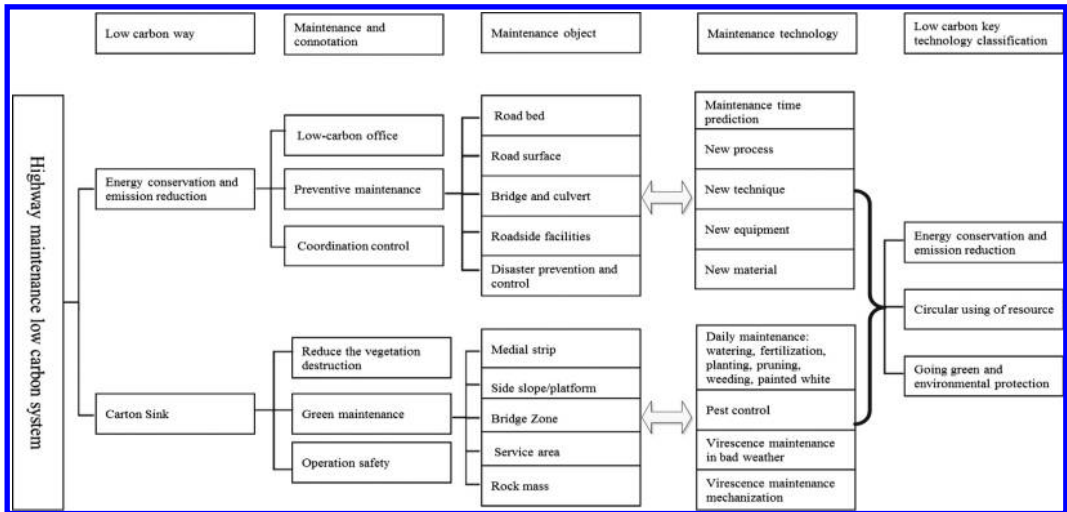 Low carbon way
Maintenance and
connotation
Maintenance object
Maintenance technology
Low carbon key
technology classification
Highway maintenance low carbon system
Energy conservation and
emission reduction
Low-carbon office
Preventive maintenance
Coordination control
Road bed
Road surface
Bridge and culvert
Roadside facilities
Disaster prevention and
control
Maintenance time
prediction
New process
New technique
New equipment
New material
Carton Sink
Reduce the vegetation
destruction
Green maintenance
Operation safety
Medial strip
Side slope/platform
Bridge Zone
Service area
Rock mass
Daily maintenance:
watering, fertilization,
planting, pruning,
weeding, painted white
Pest control
Virescence maintenance
in bad weather
Virescence maintenance
mechanization
Energy conservation and
emission reduction
Circular using of resource
Going green and
environmental protection